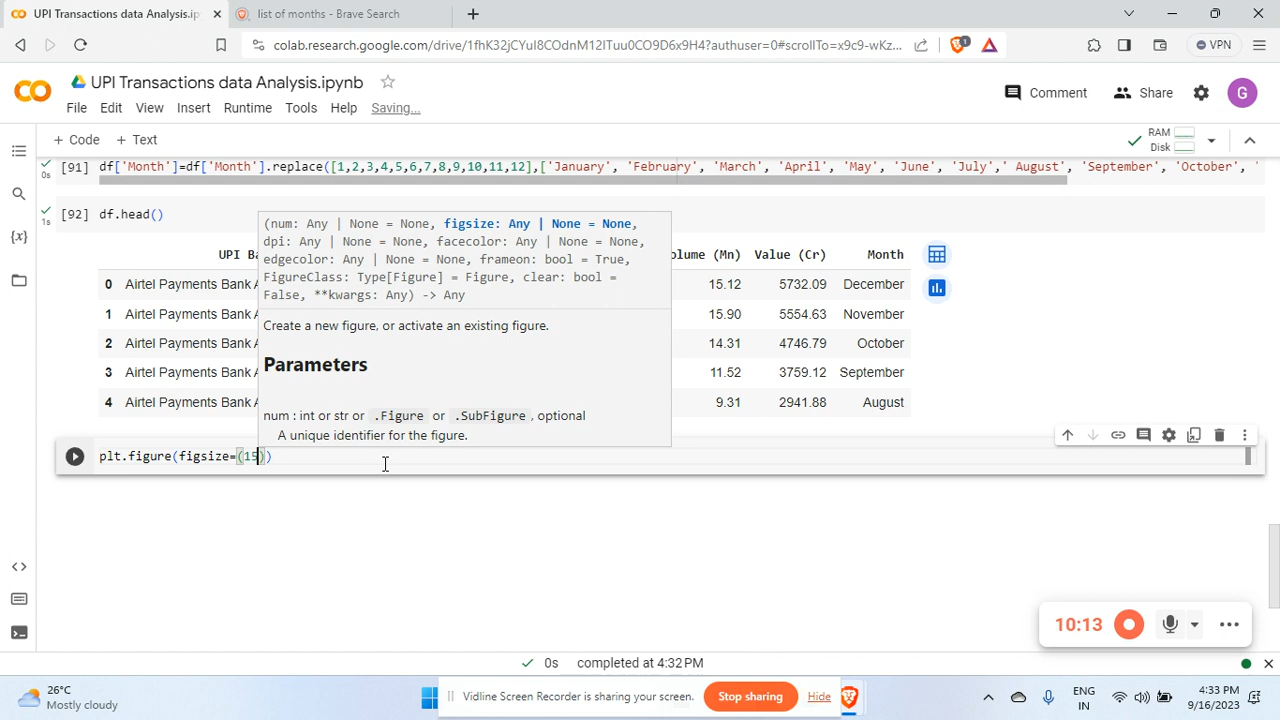 UPI Transactions data Analysis.ip
list of months - Brave Search
colab.research.google.com/drive/1fhK32jCYuI8COdnM12ITuu0CO9D6x9H4?authuser=0#scrollTo=x9c9-wKz...
1
VPN
UPI Transactions data Analysis.ipynb
File Edit View Insert Runtime Tools Help Saving...
Comment Share G
+ Code + Text
RAM
Disk
[91] df['Month']=df['Month'].replace([1,2,3,4,5,6,7,8,9,10,11,12],['January', 'February', 'March', 'April', 'May', 'June', 'July',' August', 'September', 'October', '
0s
[92] df.head()
1s
(num: Any | None = None, figsize: Any | None = None,
dpi: Any | None = None, facecolor: Any | None = None,
edgecolor: Any | None = None, frameon: bool = True,
FigureClass: Type[Figure] = Figure, clear: bool =
False, **kwargs: Any) -> Any
Create a new figure, or activate an existing figure.
Parameters
num : int or str or .Figure or .SubFigure, optional
A unique identifier for the figure.
UPI Ba olume (Mn) Value (Cr) Month
0 Airtel Payments Bank A 15.12 5732.09 December
1 Airtel Payments Bank A 15.90 5554.63 November
2 Airtel Payments Bank A 14.31 4746.79 October
3 Airtel Payments Bank A 11.52 3759.12 September
4 Airtel Payments Bank A 9.31 2941.88 August
plt.figure(figsize=(15))
10:13
0s completed at 4:32 PM
26°C
Mostly cloudy
Vidline Screen Recorder is sharing your screen. Stop sharing Hide
ENG
IN
4:33 PM
9/16/2023